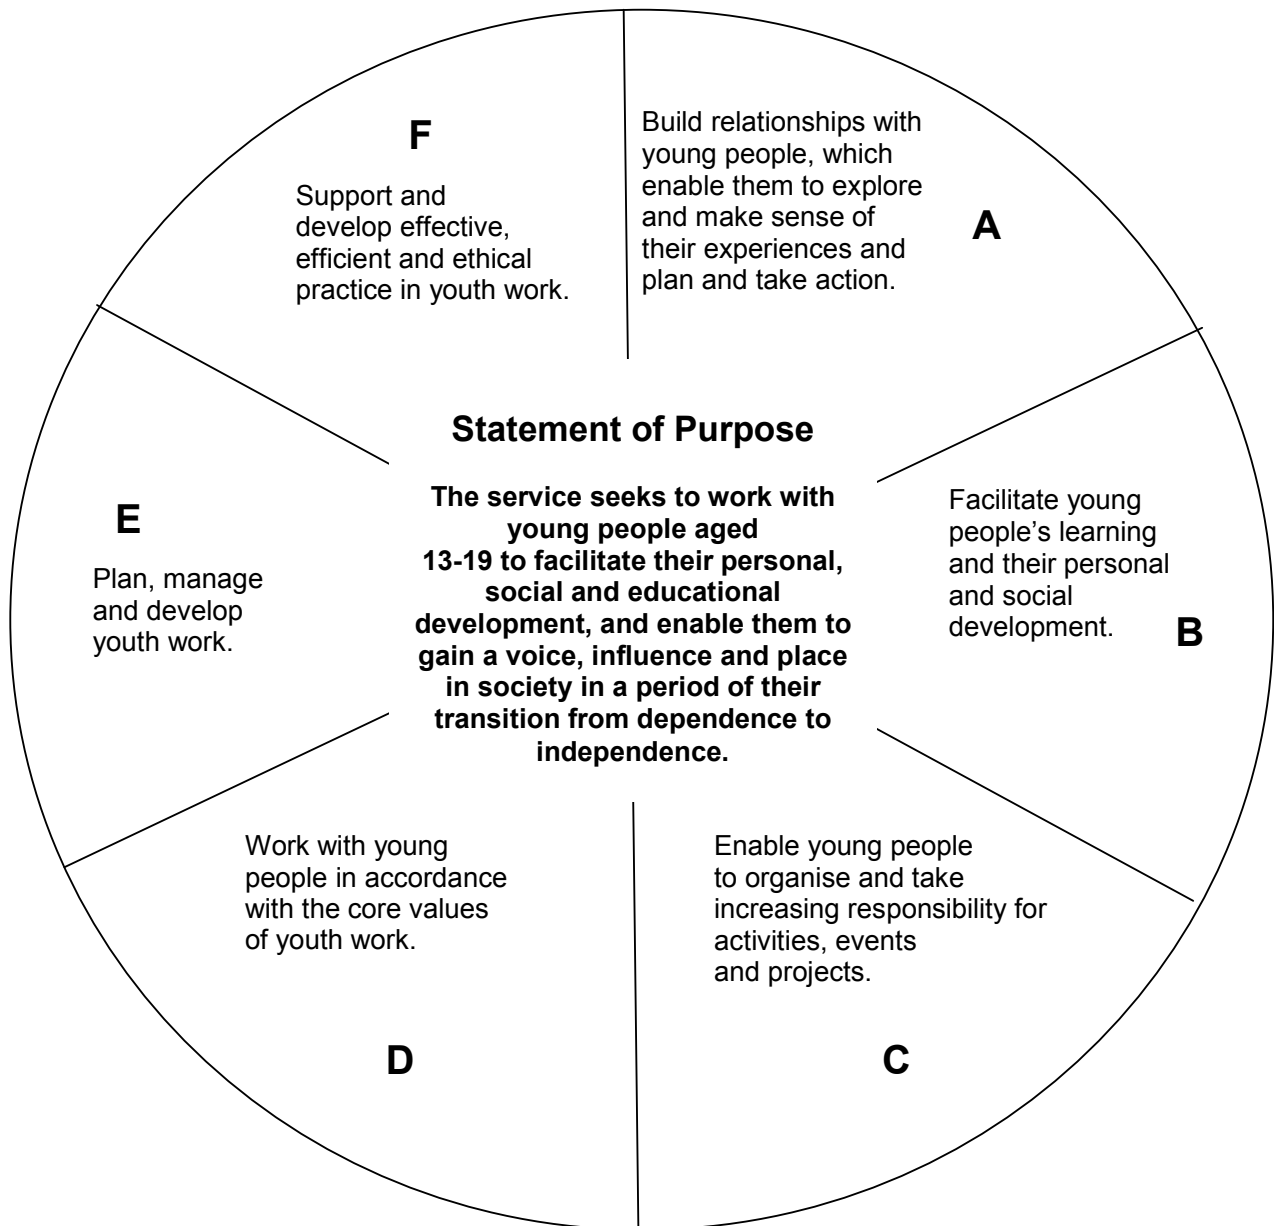 F
Support and
develop effective,
efficient and ethical
practice in youth work.
Build relationships with
young people, which
enable them to explore
and make sense of
their experiences and
plan and take action.
A
Statement of Purpose
The service seeks to work with
young people aged
13-19 to facilitate their personal,
social and educational
development, and enable them to
gain a voice, influence and place
in society in a period of their
transition from dependence to
independence.
E
Plan, manage
and develop
youth work.
Facilitate young
people’s learning
and their personal
and social
development.
B
Work with young
people in accordance
with the core values
of youth work.
D
Enable young people
to organise and take
increasing responsibility for
activities, events
and projects.
C